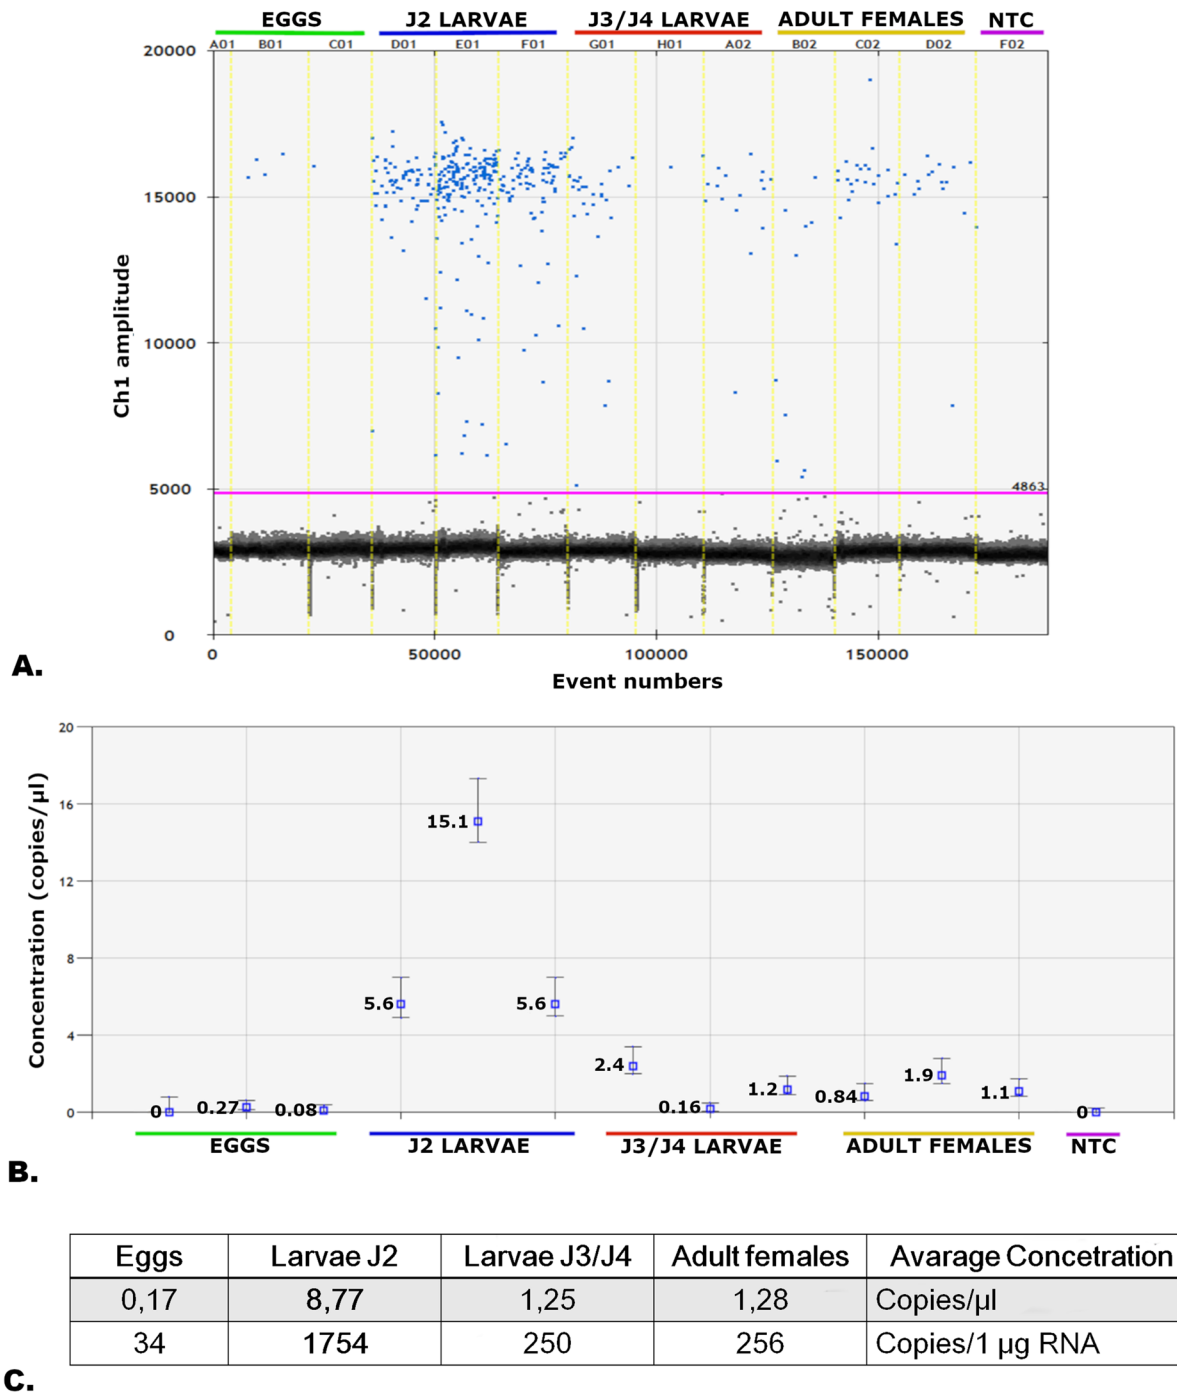 EGGS J2 LARVAE J3/J4 LARVAE ADULT FEMALES NTC
A01 B01 C01 D01 E01 F01 G01 H01 A02 B02 C02 D02 F02
20000
15000
10000
5000
4863
0
Ch1 amplitude
0 50000 100000 150000
Event numbers
A.
20
16
12
8
4
0
Concentration (copies/µl)
0 0.27 0.08 5.6 15.1 5.6 2.4 0.16 1.2 0.84 1.9 1.1 0
EGGS J2 LARVAE J3/J4 LARVAE ADULT FEMALES NTC
B.
Eggs Larvae J2 Larvae J3/J4 Adult females Avarage Concetration
0,17 8,77 1,25 1,28 Copies/µl
34 1754 250 256 Copies/1 µg RNA
C.